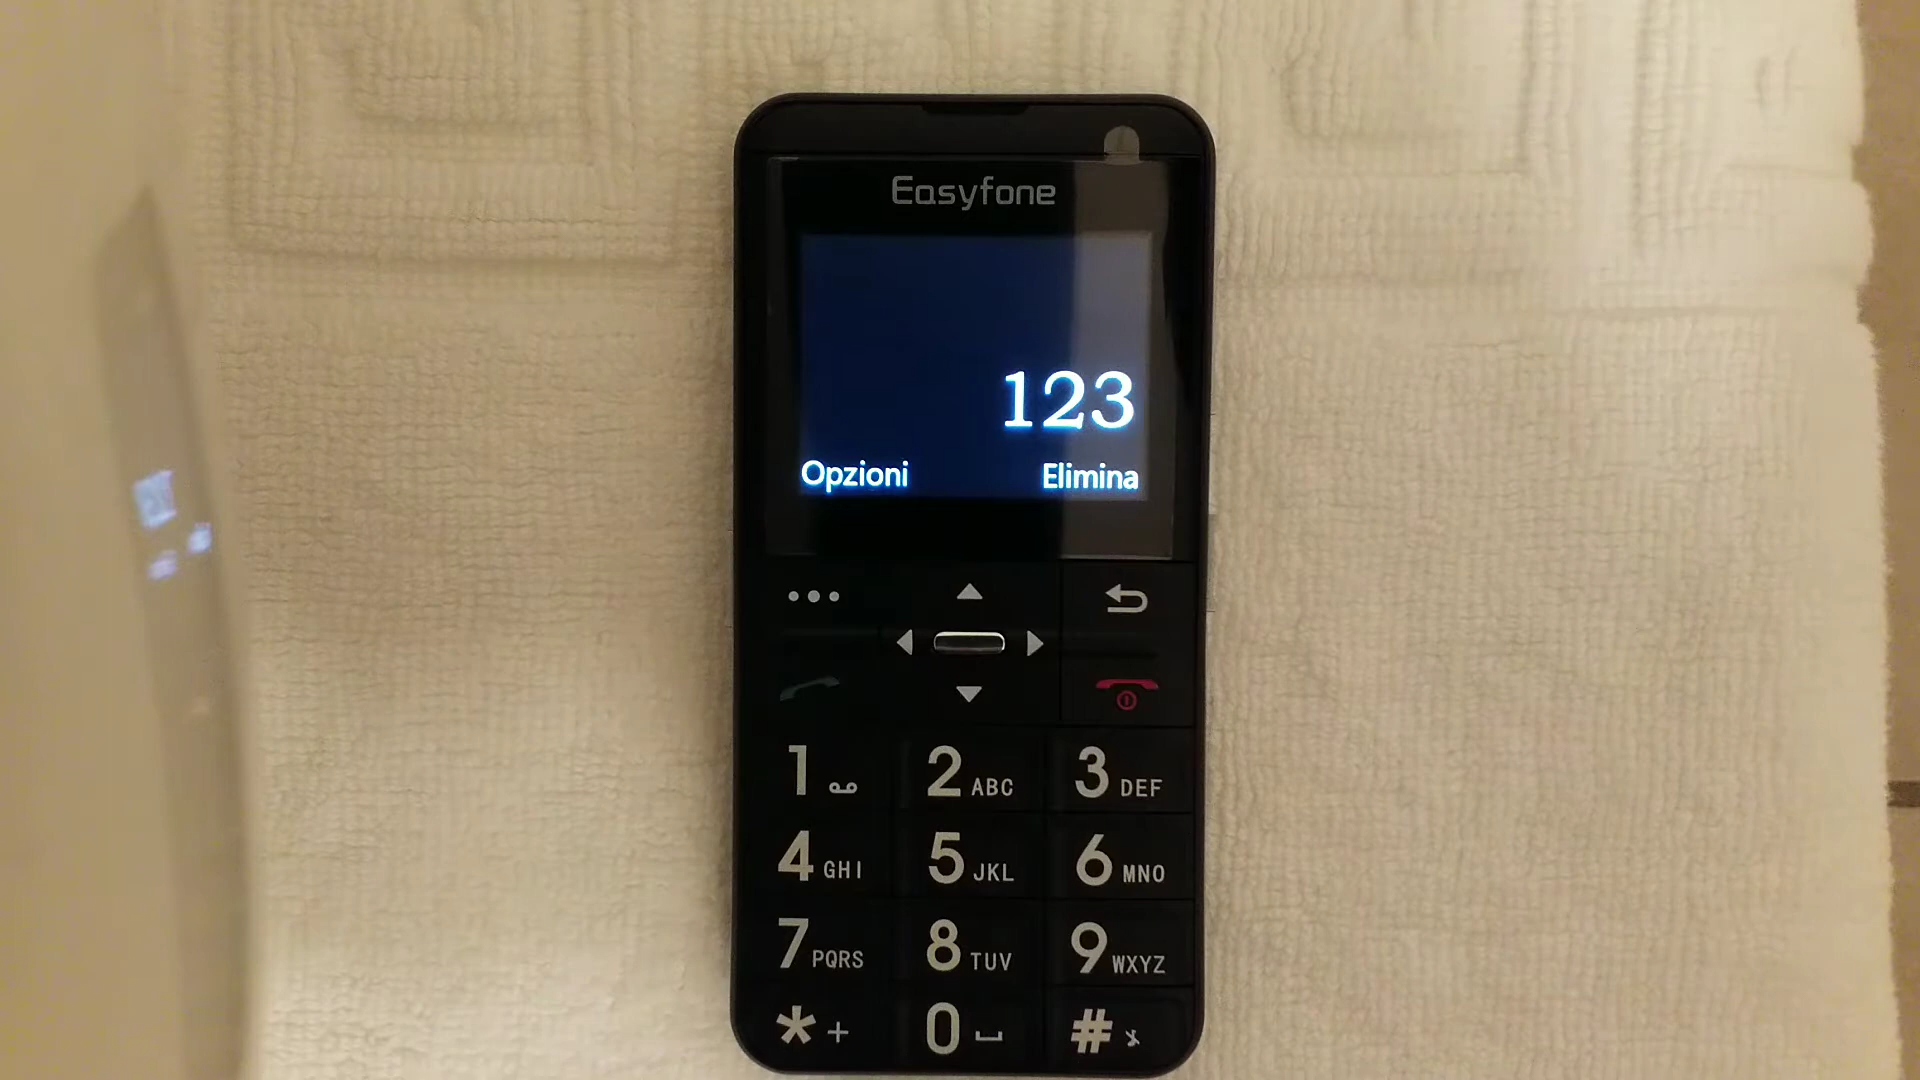 Easyfone
123
Opzioni Elimina
1 2 ABC 3 DEF
4 GHI 5 JKL 6 MNO
7 PQRS 8 TUV 9 WXYZ
* + 0 #